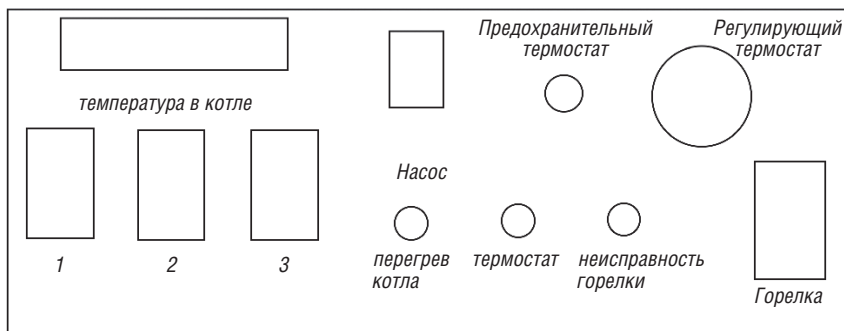 Предохранительный
термостат
Регулирующий
термостат
температура в котле
Насос
1
2
3
перегрев
котла
термостат
неисправность
горелки
Горелка